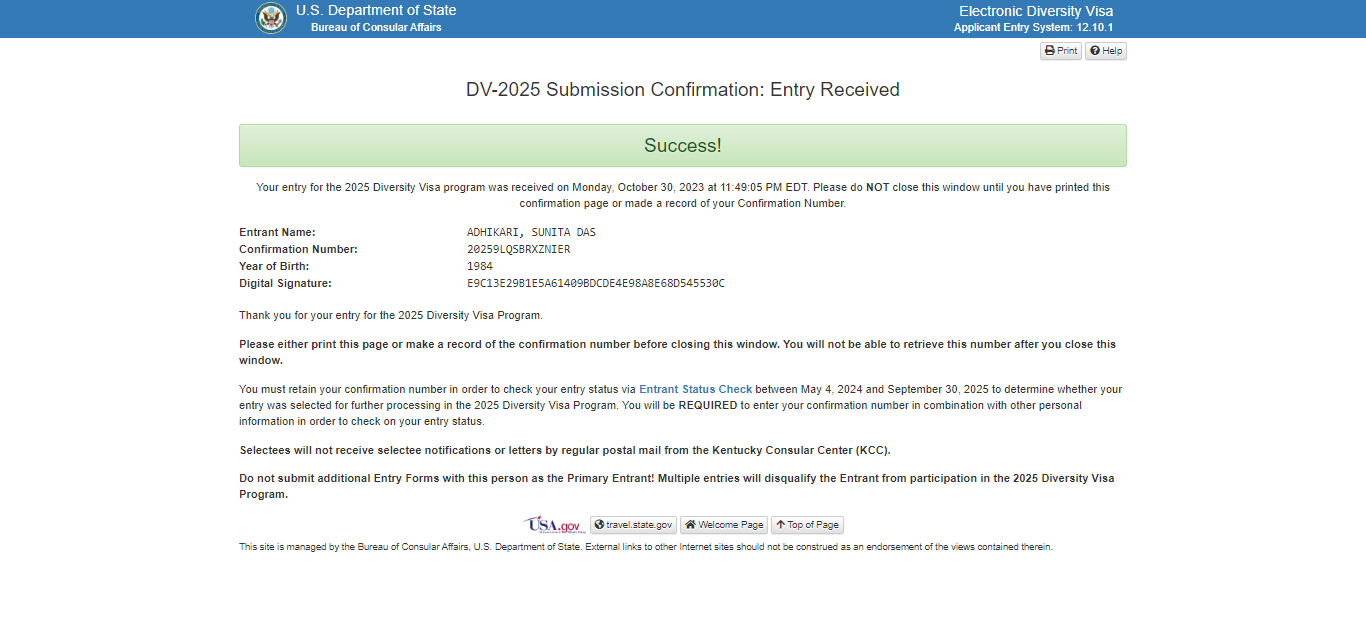 U.S. Department of State
Bureau of Consular Affairs
Electronic Diversity Visa
Applicant Entry System: 12.10.1
Print
Help
DV-2025 Submission Confirmation: Entry Received
Success!
Your entry for the 2025 Diversity Visa program was received on Monday, October 30, 2023 at 11:49:05 PM EDT. Please do NOT close this window until you have printed this
confirmation page or made a record of your Confirmation Number.
Entrant Name: ADHIKARI, SUNITA DAS
Confirmation Number: 20259LQSBRXZNIER
Year of Birth: 1984
Digital Signature: E9C13E29B1E5A61409BDCDE4E98A8E68D545530C
Thank you for your entry for the 2025 Diversity Visa Program.
Please either print this page or make a record of the confirmation number before closing this window. You will not be able to retrieve this number after you close this
window.
You must retain your confirmation number in order to check your entry status via Entrant Status Check between May 4, 2024 and September 30, 2025 to determine whether your
entry was selected for further processing in the 2025 Diversity Visa Program. You will be REQUIRED to enter your confirmation number in combination with other personal
information in order to check on your entry status.
Selectees will not receive selectee notifications or letters by regular postal mail from the Kentucky Consular Center (KCC).
Do not submit additional Entry Forms with this person as the Primary Entrant! Multiple entries will disqualify the Entrant from participation in the 2025 Diversity Visa
Program.
USA.gov
travel.state.gov
Welcome Page
Top of Page
This site is managed by the Bureau of Consular Affairs, U.S. Department of State. External links to other Internet sites should not be construed as an endorsement of the views contained therein.